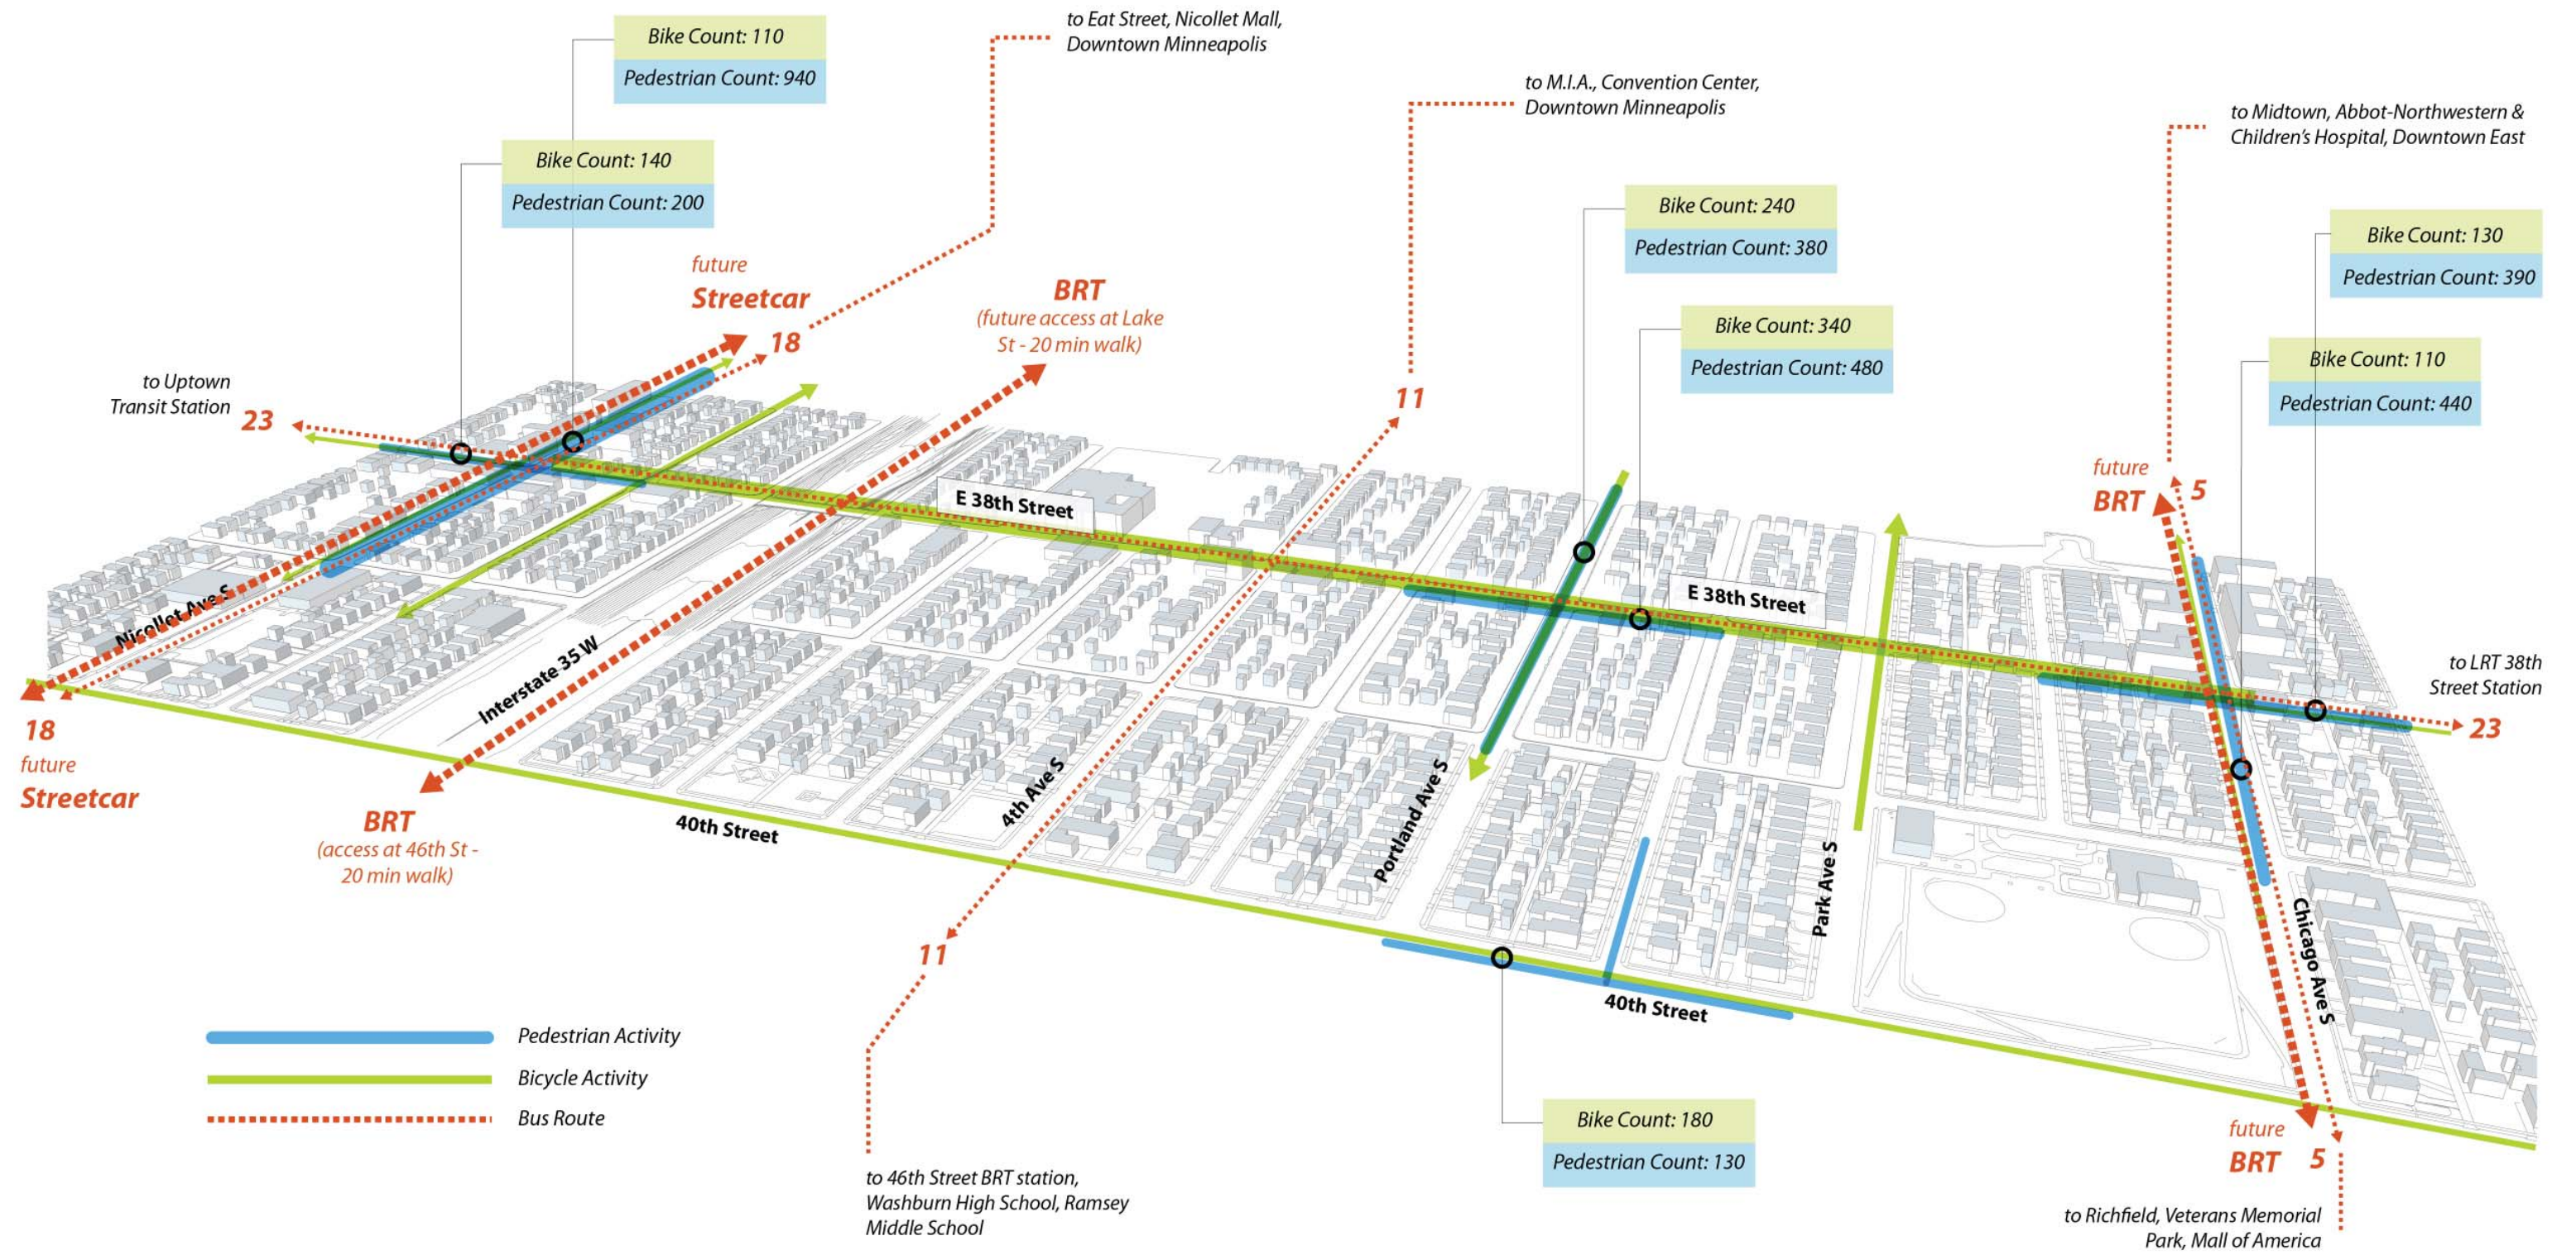 Bike Count: 110
Pedestrian Count: 940
to Eat Street, Nicollet Mall,
Downtown Minneapolis
to M.I.A., Convention Center,
Downtown Minneapolis
to Midtown, Abbot-Northwestern &
Children's Hospital, Downtown East
Bike Count: 140
Pedestrian Count: 200
Bike Count: 240
Pedestrian Count: 380
Bike Count: 130
Pedestrian Count: 390
future
Streetcar
18
BRT
(future access at Lake
St - 20 min walk)
Bike Count: 340
Pedestrian Count: 480
Bike Count: 110
Pedestrian Count: 440
to Uptown
Transit Station
23
11
future
BRT
5
E 38th Street
E 38th Street
Nicollet Ave S
Interstate 35 W
to LRT 38th
Street Station
23
18
future
Streetcar
BRT
(access at 46th St -
20 min walk)
40th Street
4th Ave S
Portland Ave S
Park Ave S
Chicago Ave S
11
40th Street
Pedestrian Activity
Bicycle Activity
Bus Route
Bike Count: 180
Pedestrian Count: 130
future
BRT
5
to 46th Street BRT station,
Washburn High School, Ramsey
Middle School
to Richfield, Veterans Memorial
Park, Mall of America